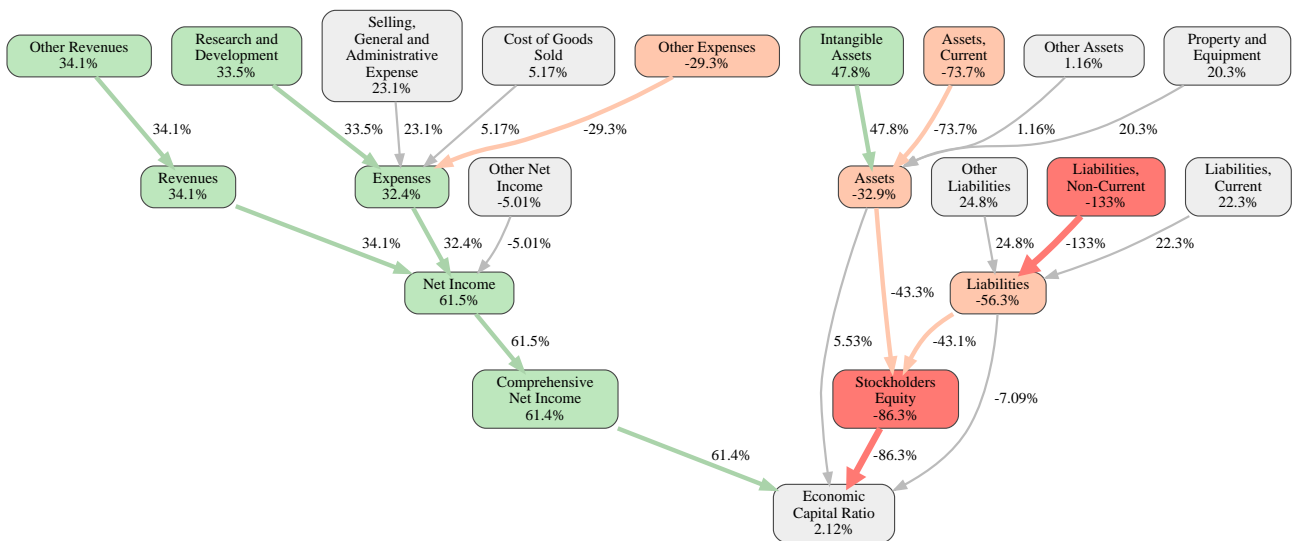 Other Revenues
34.1%
Research and
Development
33.5%
Selling,
General and
Administrative
Expense
23.1%
Cost of Goods
Sold
5.17%
Other Expenses
-29.3%
Intangible
Assets
47.8%
Assets,
Current
-73.7%
Other Assets
1.16%
Property and
Equipment
20.3%
34.1%
33.5%
23.1%
5.17%
-29.3%
47.8%
-73.7%
1.16%
20.3%
Revenues
34.1%
Expenses
32.4%
Other Net
Income
-5.01%
Assets
-32.9%
Other
Liabilities
24.8%
Liabilities,
Non-Current
-133%
Liabilities,
Current
22.3%
34.1%
32.4%
-5.01%
24.8%
-133%
22.3%
Net Income
61.5%
-43.3%
Liabilities
-56.3%
61.5%
5.53%
-43.1%
Comprehensive
Net Income
61.4%
Stockholders
Equity
-86.3%
-7.09%
61.4%
-86.3%
Economic
Capital Ratio
2.12%